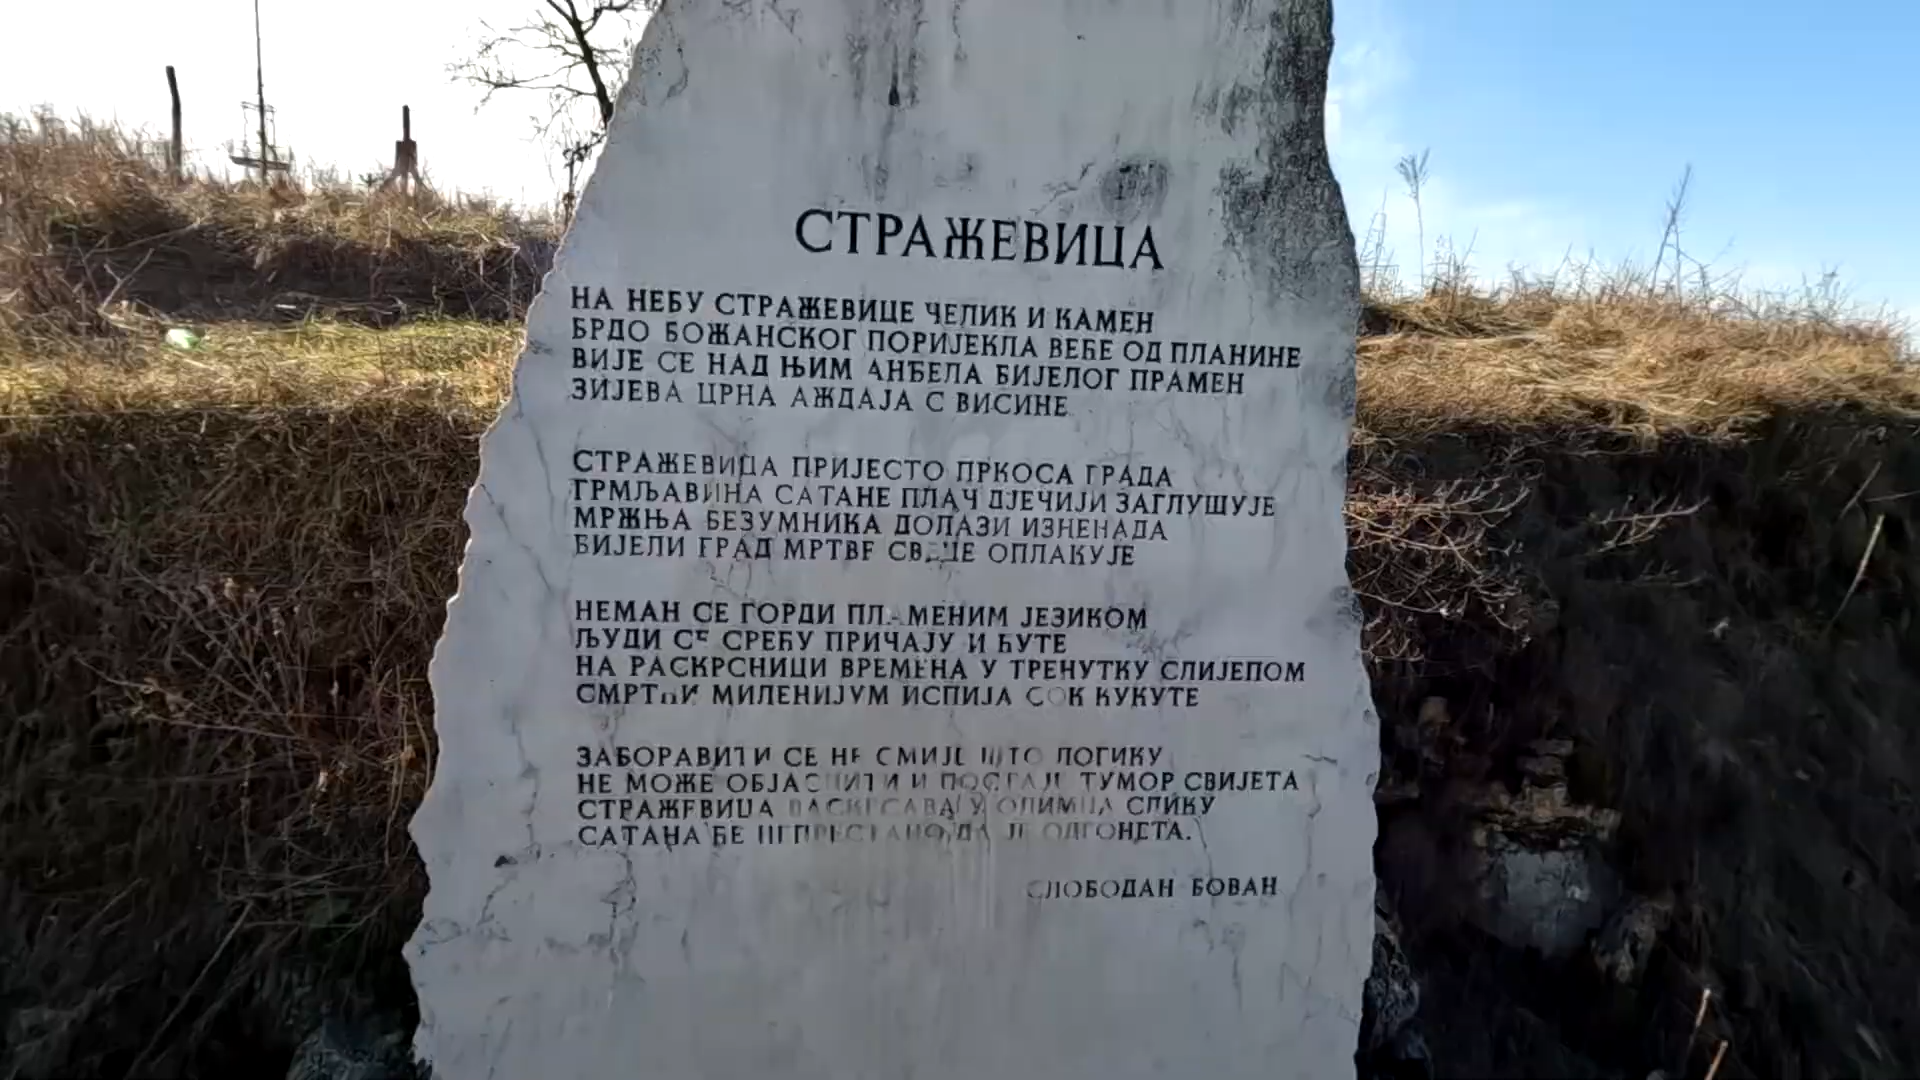 СТРАЖЕВИЦА
НА НЕБУ СТРАЖЕВИЦЕ ЧЕЛИК И КАМЕН
БРДО БОЖАНСКОГ ПОРИЈЕКЛА ВЕЋЕ ОД ПЛАНИНЕ
ВИЈЕ СЕ НАД ЊИМ АНЂЕЛА БИЈЕЛОГ ПРАМЕН
ЗИЈЕВА ЦРНА АЖДАЈА С ВИСИНЕ
СТРАЖЕВИЦА ПРИЈЕСТО ПРКОСА ГРАДА
ГРМЉАВИНА САТАНЕ ПЛАЧ ДЈЕЧИЈИ ЗАГЛУШУЈЕ
МРЖЊА БЕЗУМНИКА ДОЛАЗИ ИЗНЕНАДА
БИЈЕЛИ ГРАД МРТВЕ СВЕЦЕ ОПЛАКУЈЕ
НЕМАН СЕ ГОРДИ ПЛАМЕНИМ ЈЕЗИКОМ
ЉУДИ СЕ СРЕЋУ ПРИЧАЈУ И ЋУТЕ
НА РАСКРСНИЦИ ВРЕМЕНА У ТРЕНУТКУ СЛИЈЕПОМ
СМРТНИ МИЛЕНИЈУМ ИСПИЈА СОК КУКУТЕ
ЗАБОРАВИТИ СЕ НЕ СМИЈЕ ШТО ЛОГИКУ
НЕ МОЖЕ ОБЈАСНИТИ И ПОСТАЈЕ ТУМОР СВИЈЕТА
СТРАЖЕВИЦА ВАСКРСАВА У ОЛИМПА СЛИКУ
САТАНА ЋЕ НЕПРЕСТАНО ДА ЈЕ ОДГОНЕТА.
СЛОБОДАН БОВАН